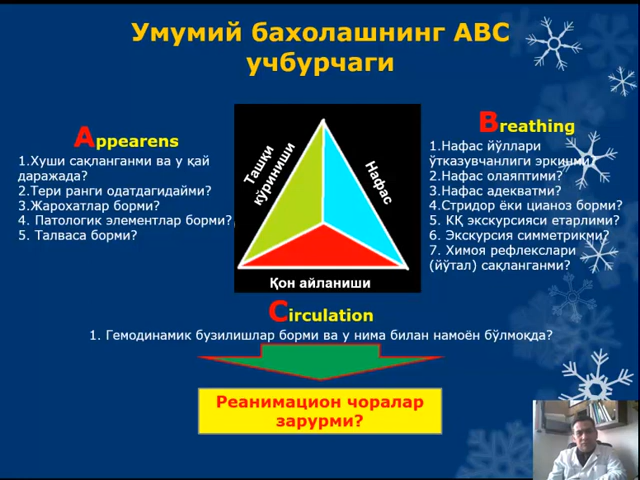 Умумий бахолашнинг АВС
учбурчаги
Appearens
1.Хуши сақланганми ва у қай
даражада?
2.Тери ранги одатдагидайми?
3.Жарохатлар борми?
4. Патологик элементлар борми?
5. Талваса борми?
Ташқи
кўриниши
Нафас
Қон айланиши
Breathing
1.Нафас йўллари
ўтказувчанлиги эркинми?
2.Нафас олаяптими?
3.Нафас адекватми?
4.Стридор ёки цианоз борми?
5. КҚ экскурсияси етарлими?
6. Экскурсия симметрикми?
7. Химоя рефлекслари
(йўтал) сақланганми?
Circulation
1. Гемодинамик бузилишлар борми ва у нима билан намоён бўлмоқда?
Реанимацион чоралар
зарурми?